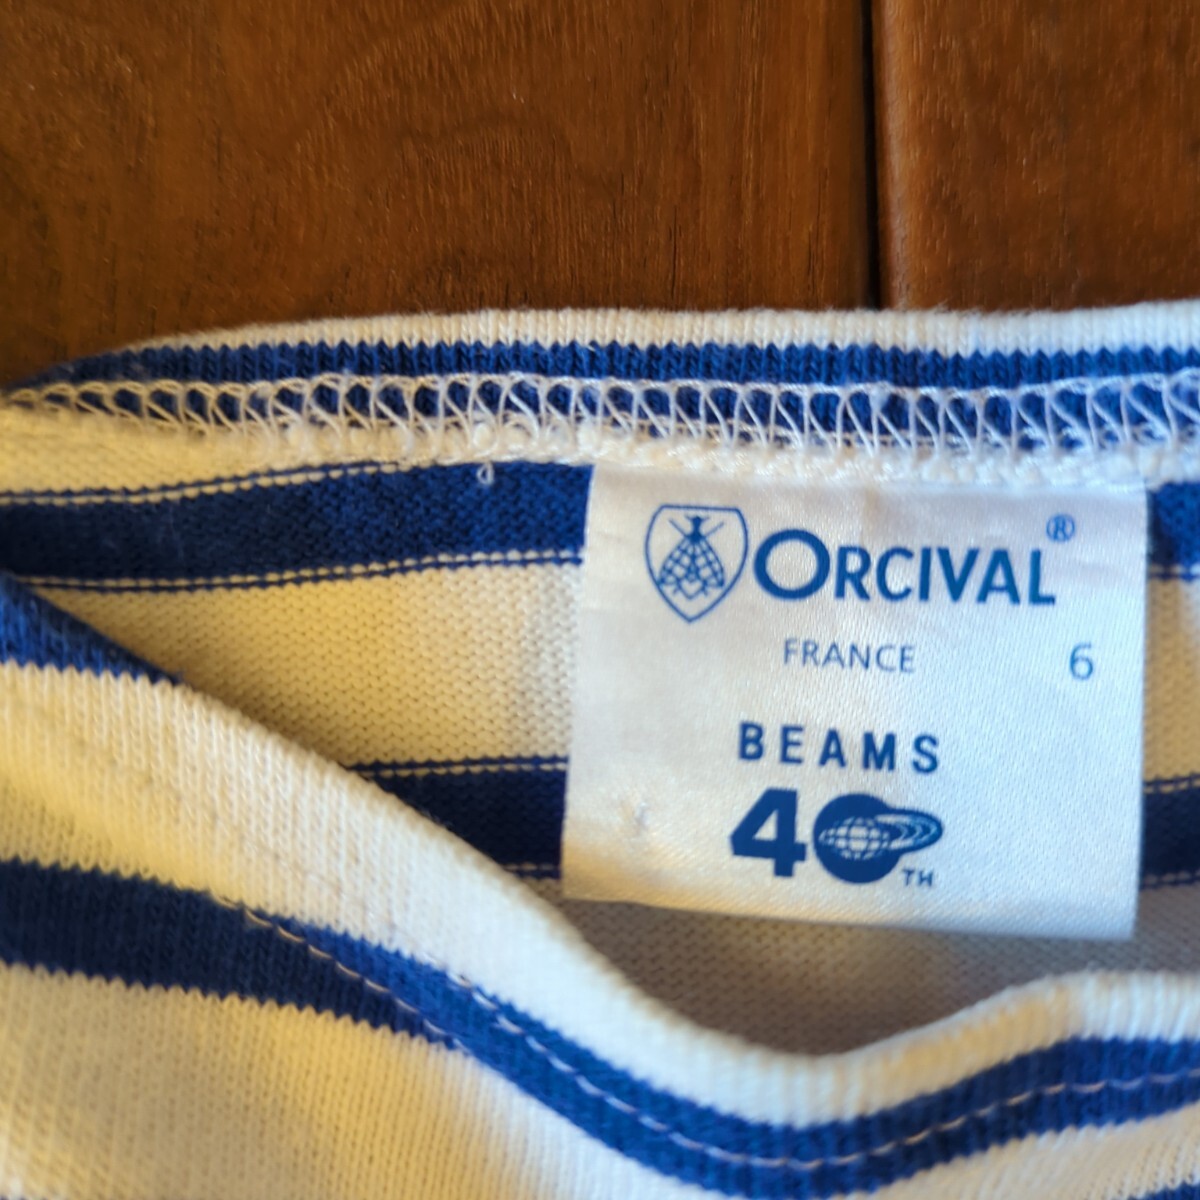 ORCIVAL®
FRANCE 6
BEAMS
40TH